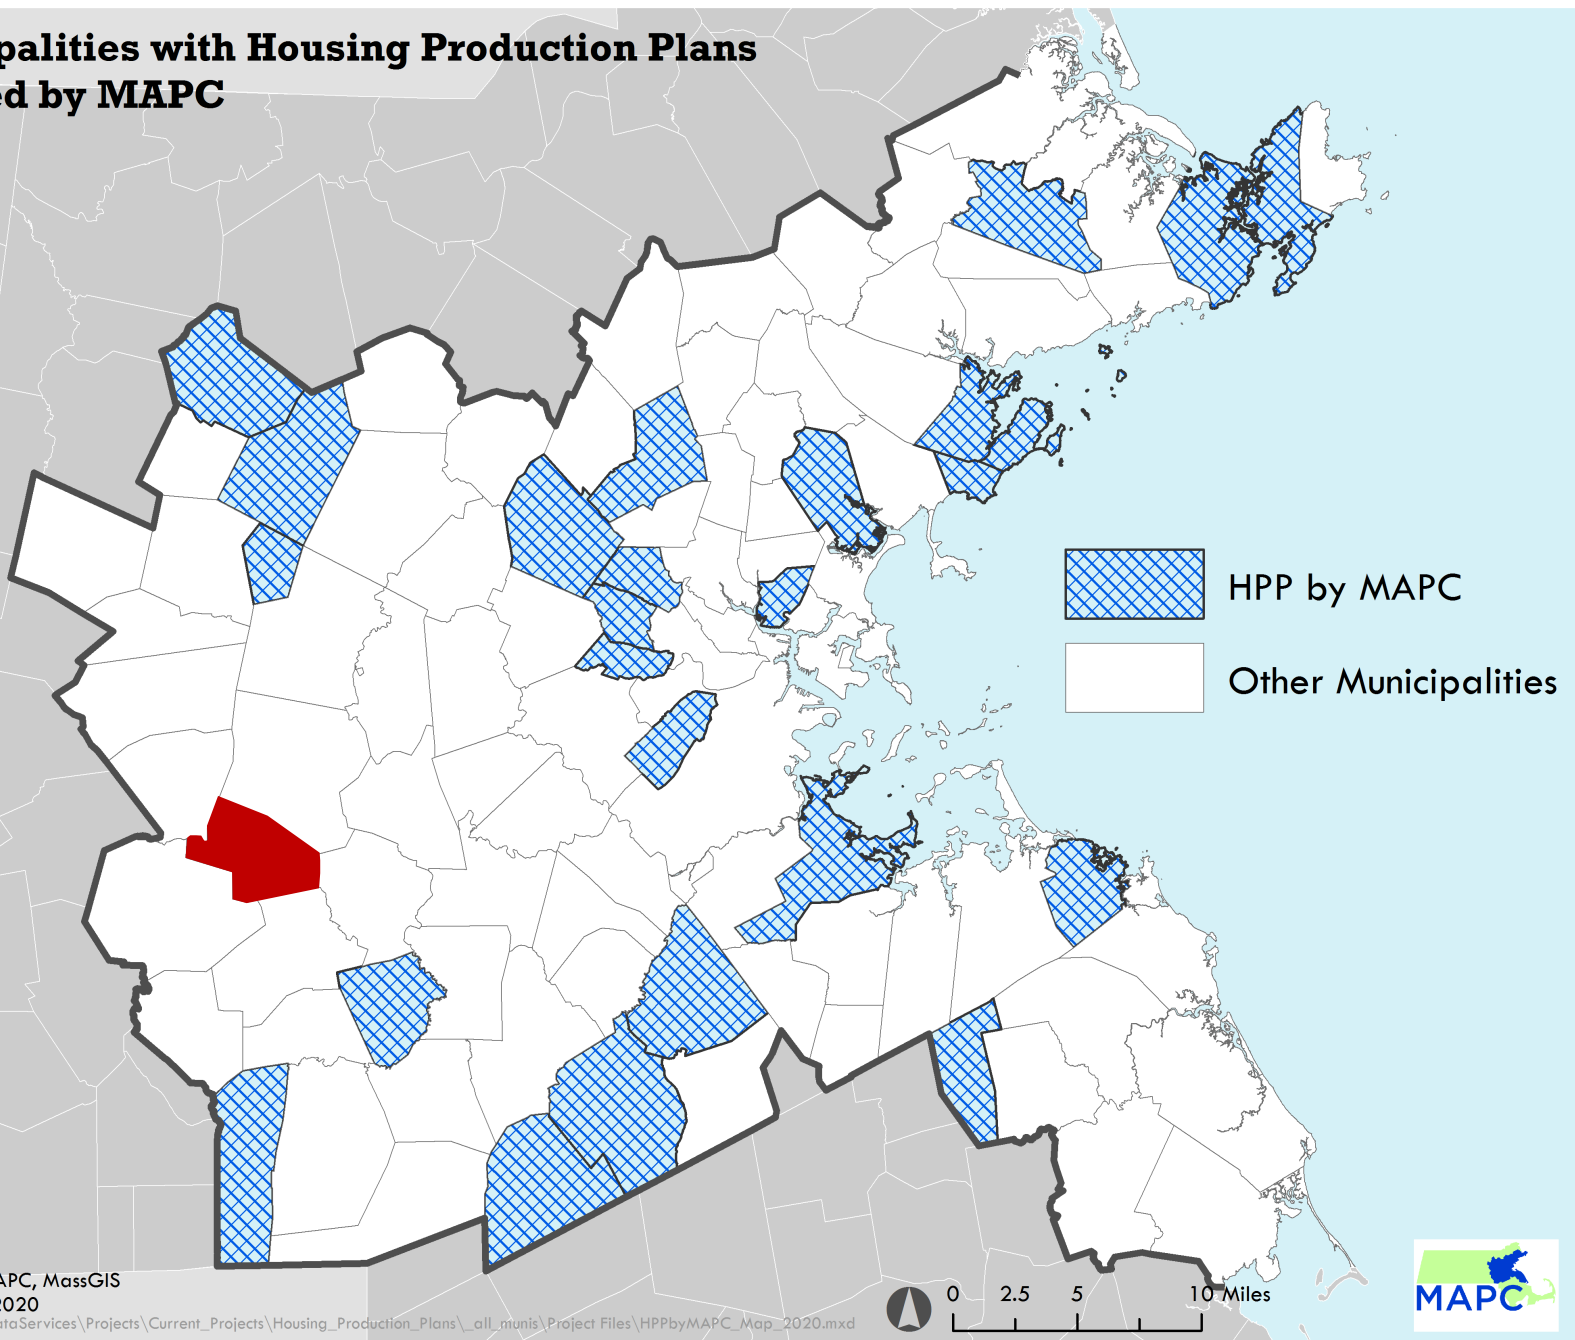 palities with Housing Production Plans
ed by MAPC
HPP by MAPC
Other Municipalities
APC, MassGIS
2020
ataServices\Projects\Current_Projects\Housing_Production_Plans\_all_munis\Project Files\HPPbyMAPC_Map_2020.mxd
0 2.5 5 10 Miles
MAPC